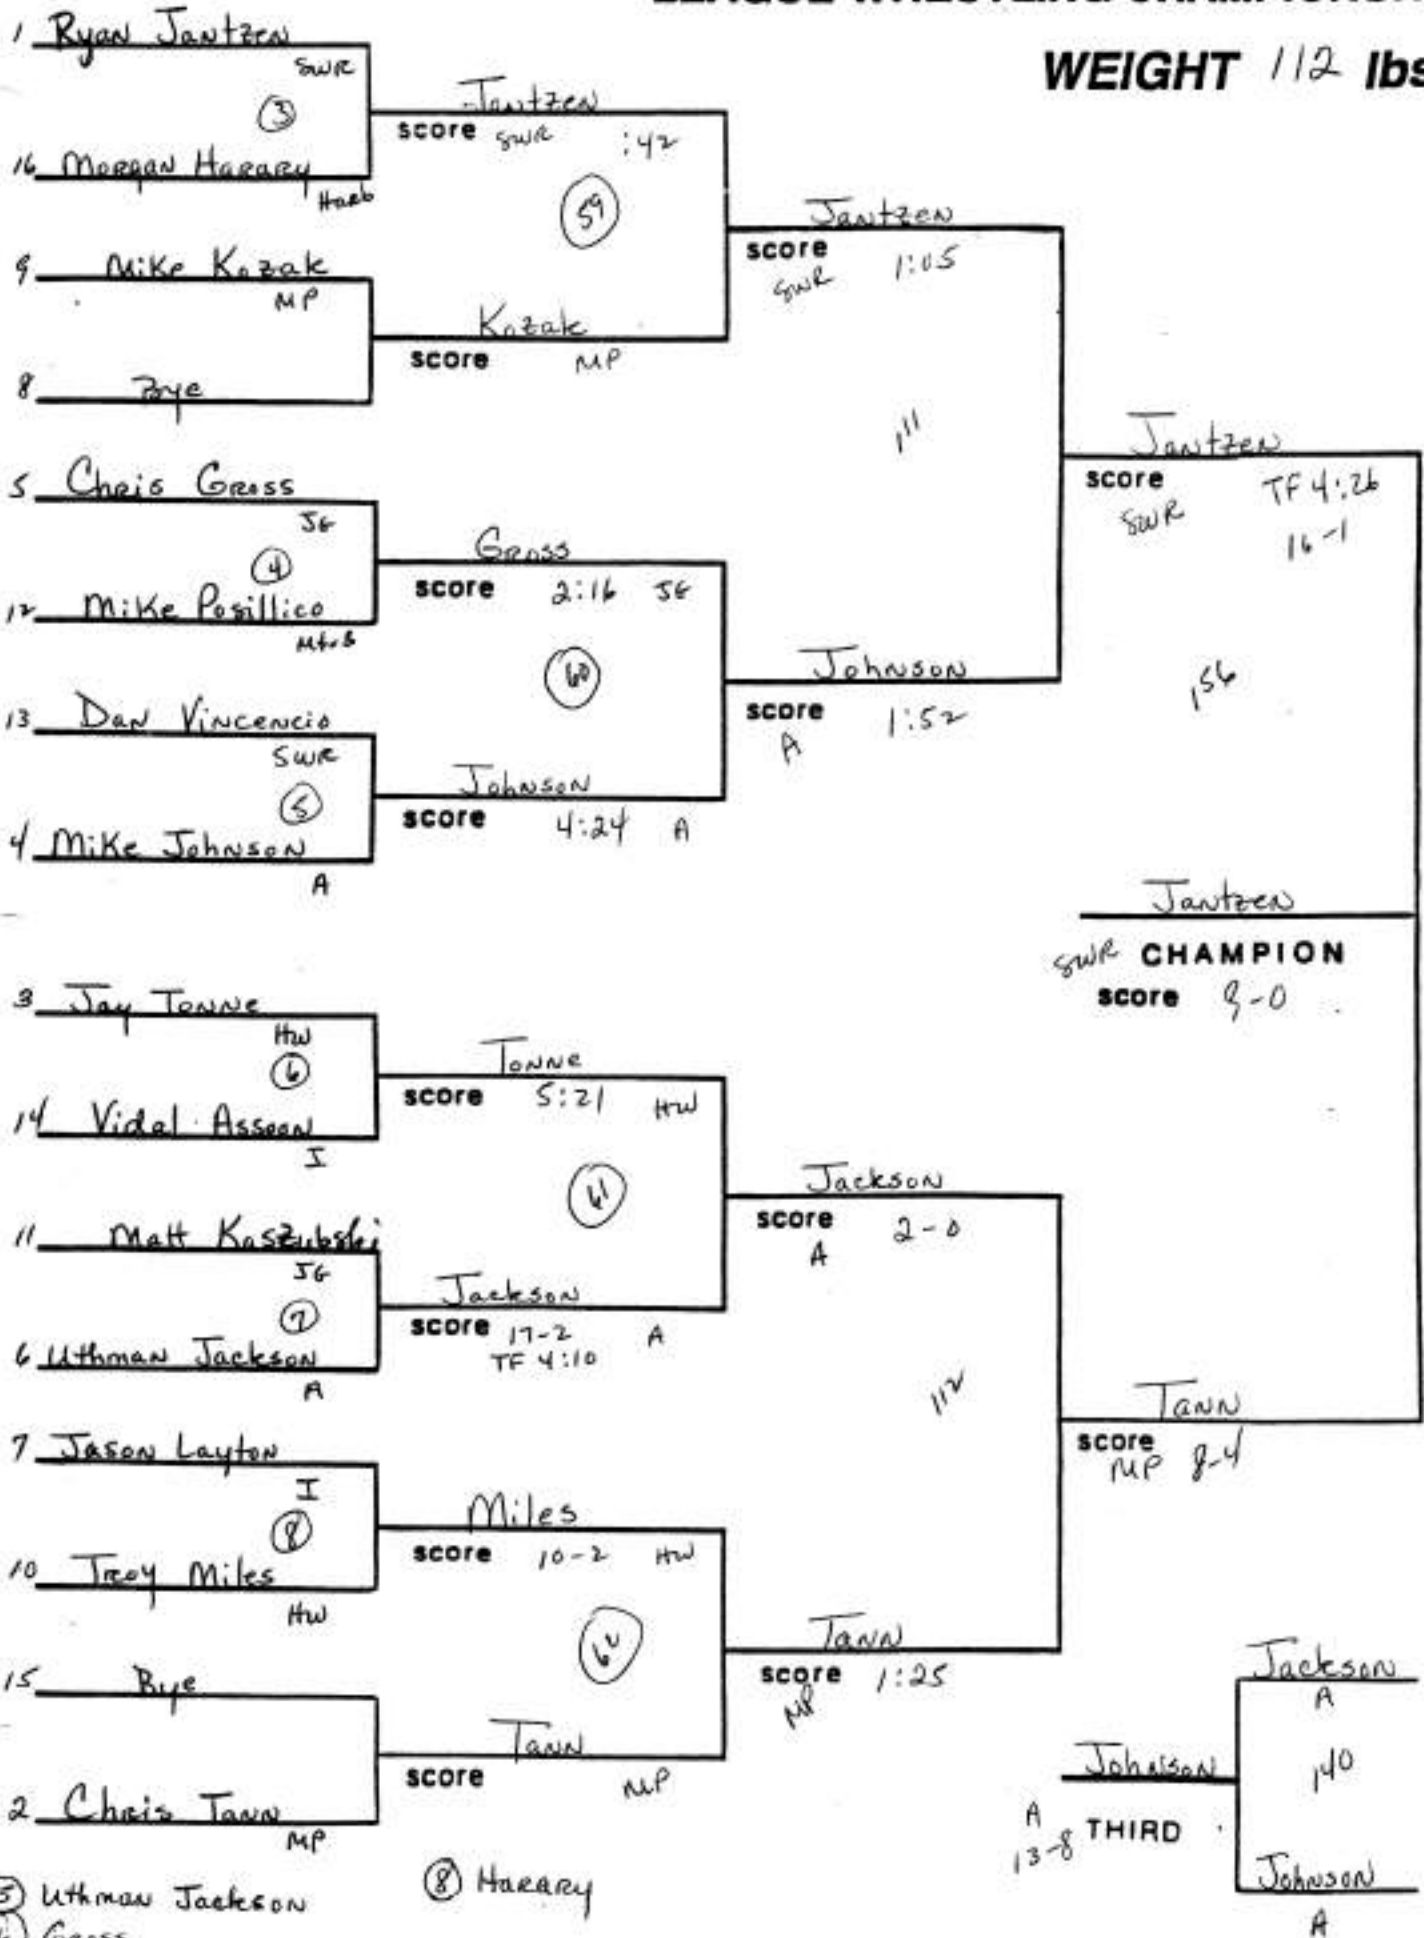 WEIGHT 112 lbs
1 Ryan Jantzen
SWR
3
16 Morgan Harary
Harb
9 Mike Kozak
MP
8 Bye
5 Chris Gross
JG
4
12 Mike Posillico
13 Dan Vincencio
SWR
5
4 Mike Johnson
A
3 Jay Tonne
HW
6
14 Vidal Asseon
I
11 Matt Kaszubski
JG
7
6 Uthman Jackson
A
7 Jason Layton
I
8
10 Troy Miles
HW
15 Bye
2 Chris Tann
MP
Jantzen
score SWR :42
59
Kozak
score MP
Gross
score 2:16 JG
60
Johnson
score 4:24 A
Tonne
score 5:21 HW
61
Jackson
score 17-2 A
TF 4:10
Miles
score 10-2 HW
62
Tann
score MP
Jantzen
score 1:05
SWR
111
Johnson
score 1:52
A
Jackson
score 2-0
A
112
Tann
score 1:25
MP
Jantzen
score TF 4:26
SWR 16-1
156
Tann
score
MP 8-4
Jantzen
SWR CHAMPION
score 9-0
Jackson
A
140
Johnson
A
Johnson
A THIRD
13-8
5 Uthman Jackson
Gross
8 Harary